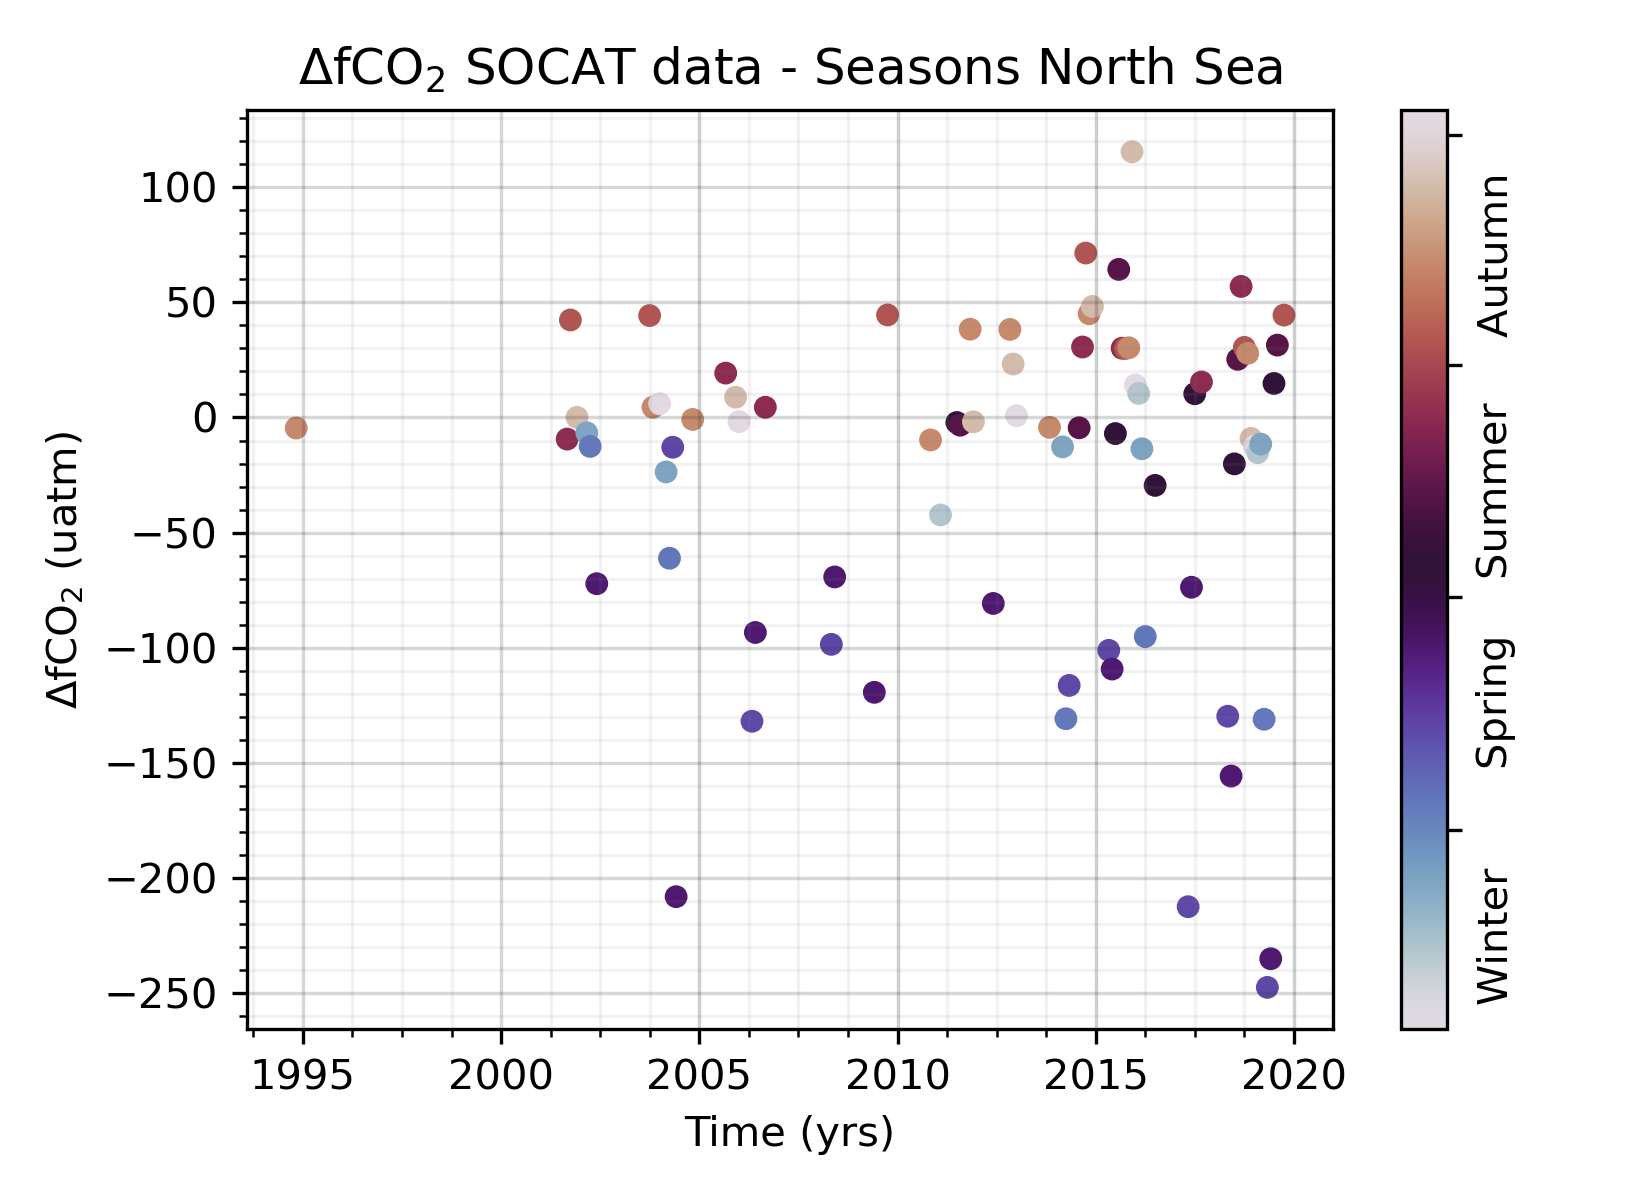 ΔfCO₂ SOCAT data - Seasons North Sea
100
50
0
−50
−100
−150
−200
−250
ΔfCO₂ (uatm)
1995 2000 2005 2010 2015 2020
Time (yrs)
Autumn
Summer
Spring
Winter